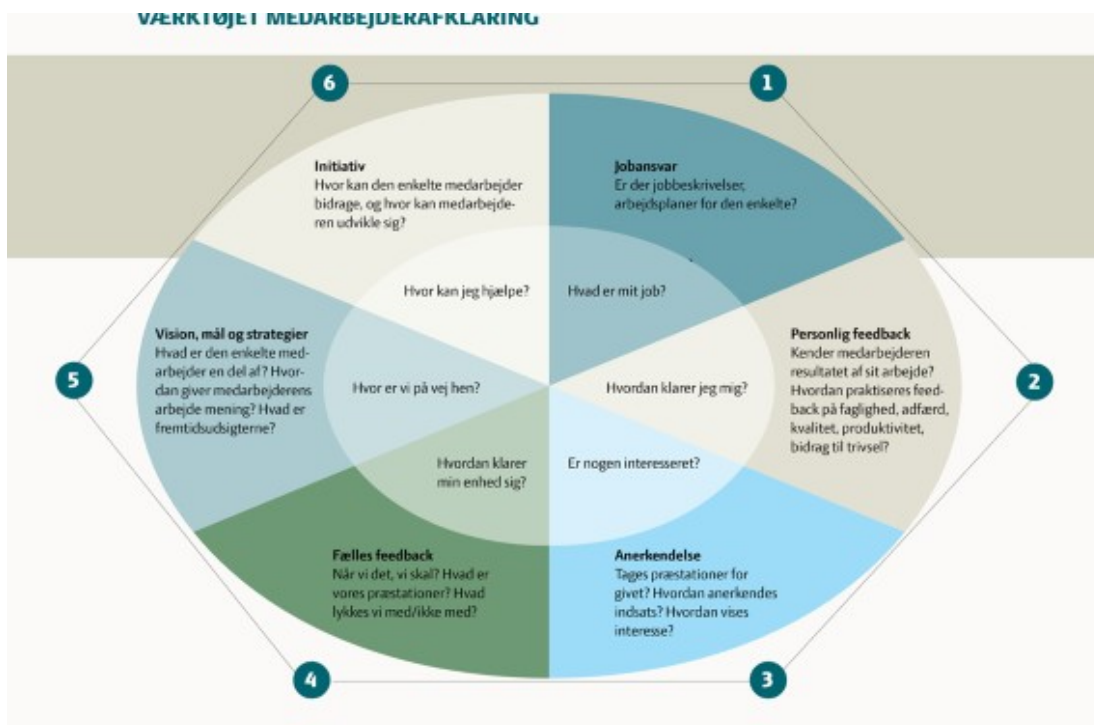 VÆRKTØJET MEDARBEJDERAFKLARING
6
1
Initiativ
Hvor kan den enkelte medarbejder
bidrage, og hvor kan medarbejde-
ren udvikle sig?
Jobansvar
Er der jobbeskrivelser,
arbejdsplaner for den enkelte?
Hvor kan jeg hjælpe?
Hvad er mit job?
Vision, mål og strategier
Hvad er den enkelte med-
arbejder en del af? Hvor-
dan giver medarbejderens
arbejde mening? Hvad er
fremtidsudsigterne?
Personlig feedback
Kender medarbejderen
resultatet af sit arbejde?
Hvordan praktiseres feed-
back på faglighed, adfærd,
kvalitet, produktivitet,
bidrag til trivsel?
5
Hvor er vi på vej hen?
Hvordan klarer jeg mig?
2
Hvordan klarer
min enhed sig?
Er nogen interesseret?
Fælles feedback
Når vi det, vi skal? Hvad er
vores præstationer? Hvad
lykkes vi med/ikke med?
Anerkendelse
Tages præstationer for
givet? Hvordan anerkendes
indsats? Hvordan vises
interesse?
4
3